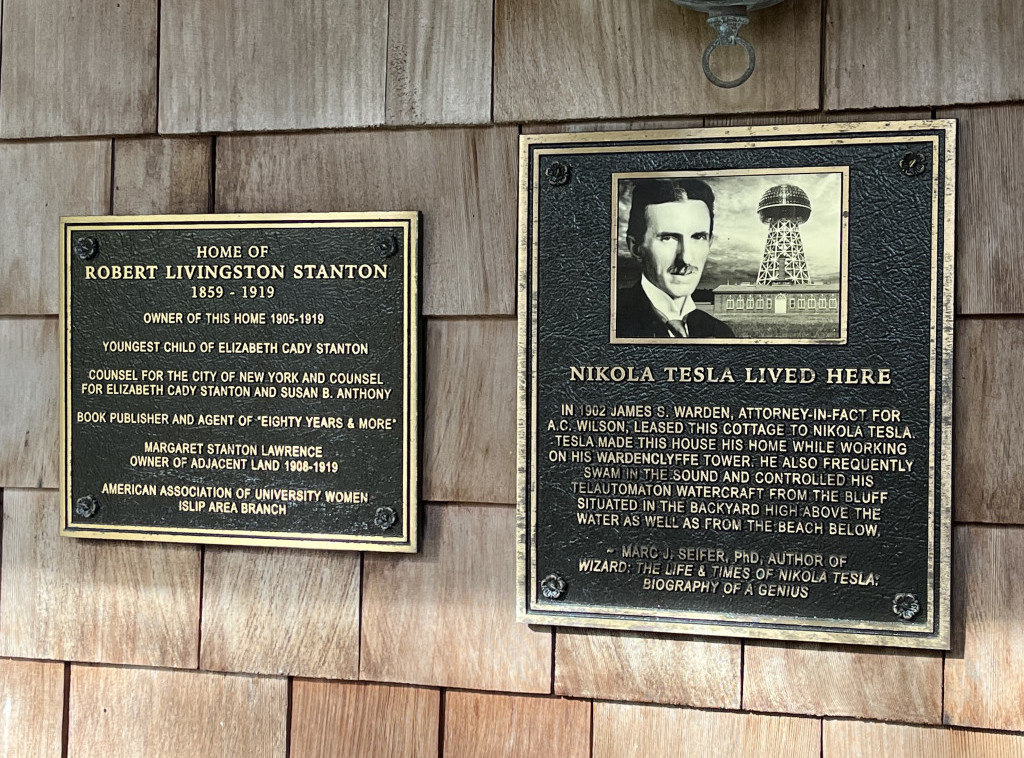 HOME OF
ROBERT LIVINGSTON STANTON
1859 - 1919
OWNER OF THIS HOME 1905-1919
YOUNGEST CHILD OF ELIZABETH CADY STANTON
COUNSEL FOR THE CITY OF NEW YORK AND COUNSEL
FOR ELIZABETH CADY STANTON AND SUSAN B. ANTHONY
BOOK PUBLISHER AND AGENT OF "EIGHTY YEARS & MORE"
MARGARET STANTON LAWRENCE
OWNER OF ADJACENT LAND 1908-1919
AMERICAN ASSOCIATION OF UNIVERSITY WOMEN
ISLIP AREA BRANCH
NIKOLA TESLA LIVED HERE
IN 1902 JAMES S. WARDEN, ATTORNEY-IN-FACT FOR
A.C. WILSON, LEASED THIS COTTAGE TO NIKOLA TESLA.
TESLA MADE THIS HOUSE HIS HOME WHILE WORKING
ON HIS WARDENCLYFFE TOWER. HE ALSO FREQUENTLY
SWAM IN THE SOUND AND CONTROLLED HIS
TELAUTOMATON WATERCRAFT FROM THE BLUFF
SITUATED IN THE BACKYARD HIGH ABOVE THE
WATER AS WELL AS FROM THE BEACH BELOW.
~ MARC J. SEIFER, PhD, AUTHOR OF
WIZARD: THE LIFE & TIMES OF NIKOLA TESLA:
BIOGRAPHY OF A GENIUS